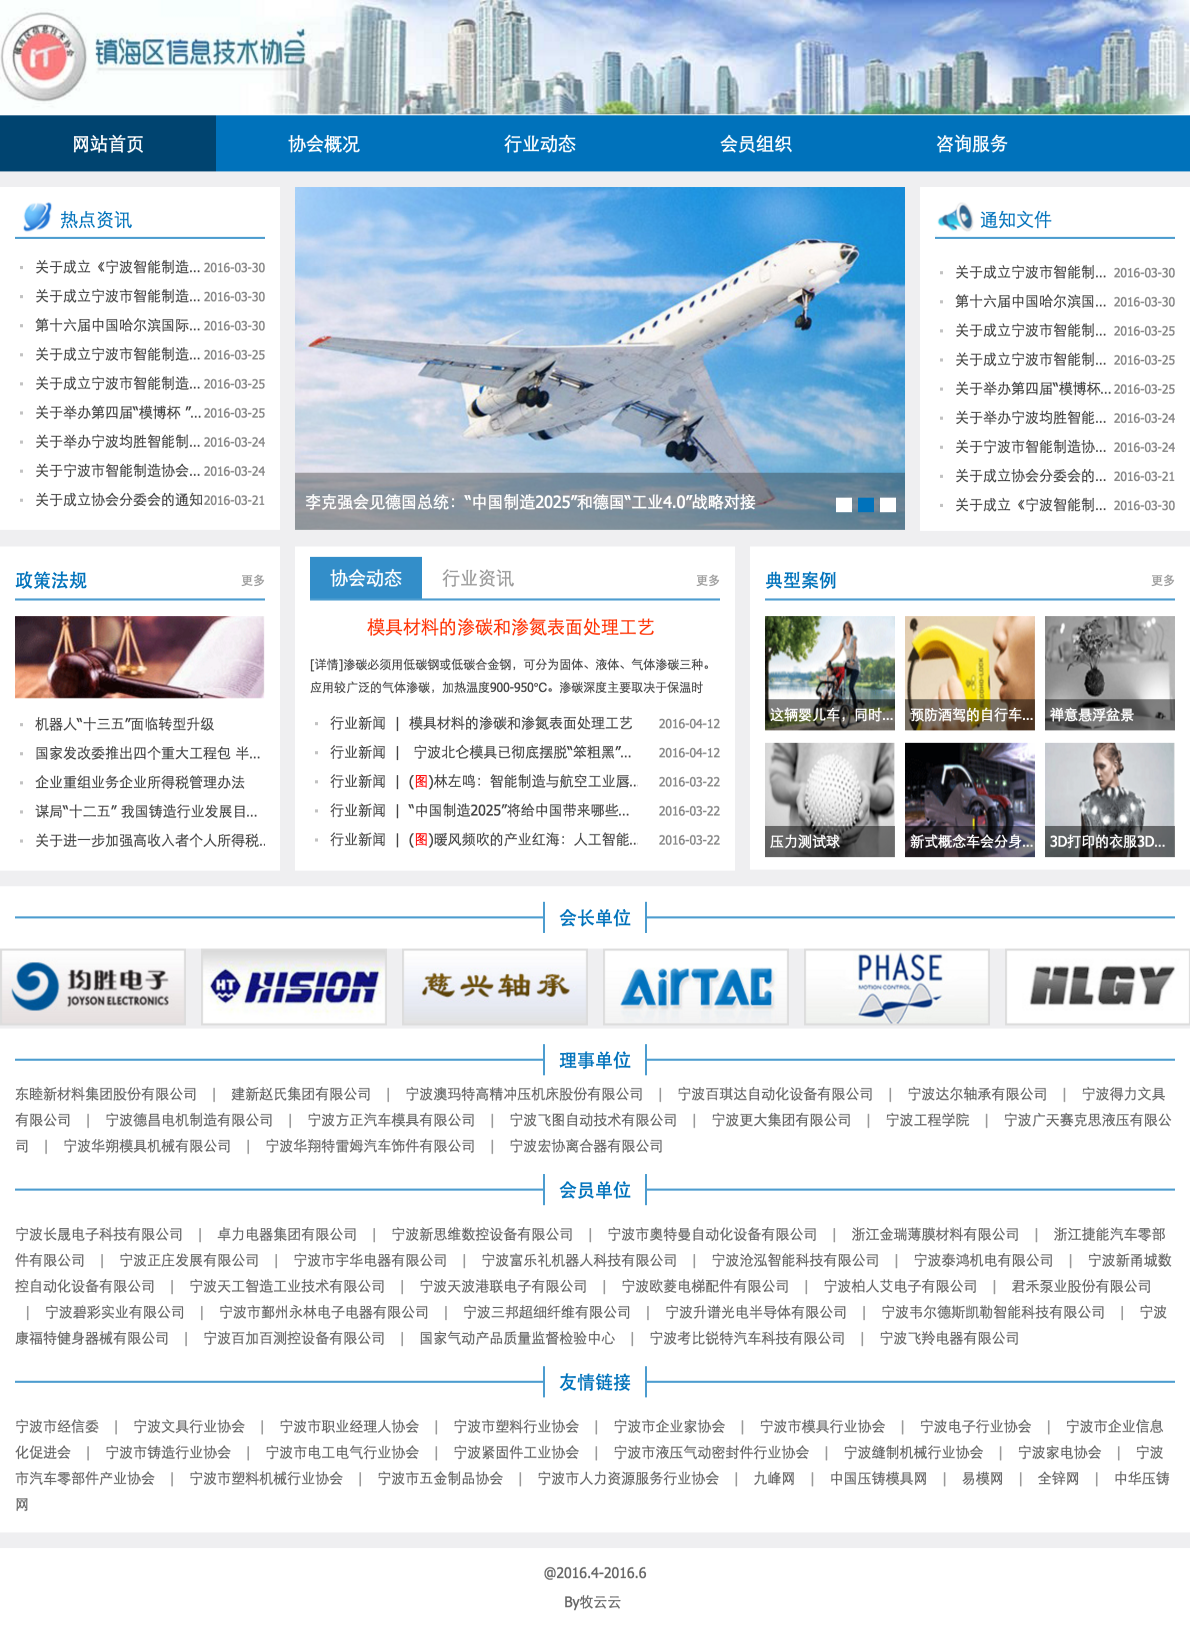 镇海区信息技术协会
镇海区信息技术协会
IT
网站首页 协会概况 行业动态 会员组织 咨询服务
热点资讯
关于成立《宁波智能制造... 2016-03-30
关于成立宁波市智能制造... 2016-03-30
第十六届中国哈尔滨国际... 2016-03-30
关于成立宁波市智能制造... 2016-03-25
关于成立宁波市智能制造... 2016-03-25
关于举办第四届“模博杯 ”... 2016-03-25
关于举办宁波均胜智能制... 2016-03-24
关于宁波市智能制造协会... 2016-03-24
关于成立协会分委会的通知 2016-03-21
李克强会见德国总统：“中国制造2025”和德国“工业4.0”战略对接
通知文件
关于成立宁波市智能制... 2016-03-30
第十六届中国哈尔滨国... 2016-03-30
关于成立宁波市智能制... 2016-03-25
关于成立宁波市智能制... 2016-03-25
关于举办第四届“模博杯... 2016-03-25
关于举办宁波均胜智能... 2016-03-24
关于宁波市智能制造协... 2016-03-24
关于成立协会分委会的... 2016-03-21
关于成立《宁波智能制... 2016-03-30
政策法规 更多
机器人“十三五”面临转型升级
国家发改委推出四个重大工程包 半...
企业重组业务企业所得税管理办法
谋局“十二五” 我国铸造行业发展目...
关于进一步加强高收入者个人所得税..
协会动态 行业资讯 更多
模具材料的渗碳和渗氮表面处理工艺
[详情]渗碳必须用低碳钢或低碳合金钢，可分为固体、液体、气体渗碳三种。
应用较广泛的气体渗碳，加热温度900-950℃。渗碳深度主要取决于保温时
行业新闻 | 模具材料的渗碳和渗氮表面处理工艺 2016-04-12
行业新闻 | 宁波北仑模具已彻底摆脱“笨粗黑”... 2016-04-12
行业新闻 | (图)林左鸣：智能制造与航空工业唇.. 2016-03-22
行业新闻 | “中国制造2025”将给中国带来哪些... 2016-03-22
行业新闻 | (图)暖风频吹的产业红海：人工智能.. 2016-03-22
典型案例 更多
这辆婴儿车，同时... 预防酒驾的自行车... 禅意悬浮盆景
压力测试球 新式概念车会分身... 3D打印的衣服3D...
会长单位
均胜电子
JOYSON ELECTRONICS
HT HISION
慈兴轴承
AirTAC
PHASE
MOTION CONTROL
HLGY
理事单位
东睦新材料集团股份有限公司 | 建新赵氏集团有限公司 | 宁波澳玛特高精冲压机床股份有限公司 | 宁波百琪达自动化设备有限公司 | 宁波达尔轴承有限公司 | 宁波得力文具
有限公司 | 宁波德昌电机制造有限公司 | 宁波方正汽车模具有限公司 | 宁波飞图自动技术有限公司 | 宁波更大集团有限公司 | 宁波工程学院 | 宁波广天赛克思液压有限公
司 | 宁波华朔模具机械有限公司 | 宁波华翔特雷姆汽车饰件有限公司 | 宁波宏协离合器有限公司
会员单位
宁波长晟电子科技有限公司 | 卓力电器集团有限公司 | 宁波新思维数控设备有限公司 | 宁波市奥特曼自动化设备有限公司 | 浙江金瑞薄膜材料有限公司 | 浙江捷能汽车零部
件有限公司 | 宁波正庄发展有限公司 | 宁波市宇华电器有限公司 | 宁波富乐礼机器人科技有限公司 | 宁波沧泓智能科技有限公司 | 宁波泰鸿机电有限公司 | 宁波新甬城数
控自动化设备有限公司 | 宁波天工智造工业技术有限公司 | 宁波天波港联电子有限公司 | 宁波欧菱电梯配件有限公司 | 宁波柏人艾电子有限公司 | 君禾泵业股份有限公司
| 宁波碧彩实业有限公司 | 宁波市鄞州永林电子电器有限公司 | 宁波三邦超细纤维有限公司 | 宁波升谱光电半导体有限公司 | 宁波韦尔德斯凯勒智能科技有限公司 | 宁波
康福特健身器械有限公司 | 宁波百加百测控设备有限公司 | 国家气动产品质量监督检验中心 | 宁波考比锐特汽车科技有限公司 | 宁波飞羚电器有限公司
友情链接
宁波市经信委 | 宁波文具行业协会 | 宁波市职业经理人协会 | 宁波市塑料行业协会 | 宁波市企业家协会 | 宁波市模具行业协会 | 宁波电子行业协会 | 宁波市企业信息
化促进会 | 宁波市铸造行业协会 | 宁波市电工电气行业协会 | 宁波紧固件工业协会 | 宁波市液压气动密封件行业协会 | 宁波缝制机械行业协会 | 宁波家电协会 | 宁波
市汽车零部件产业协会 | 宁波市塑料机械行业协会 | 宁波市五金制品协会 | 宁波市人力资源服务行业协会 | 九峰网 | 中国压铸模具网 | 易模网 | 全锌网 | 中华压铸
网
@2016.4-2016.6
By牧云云